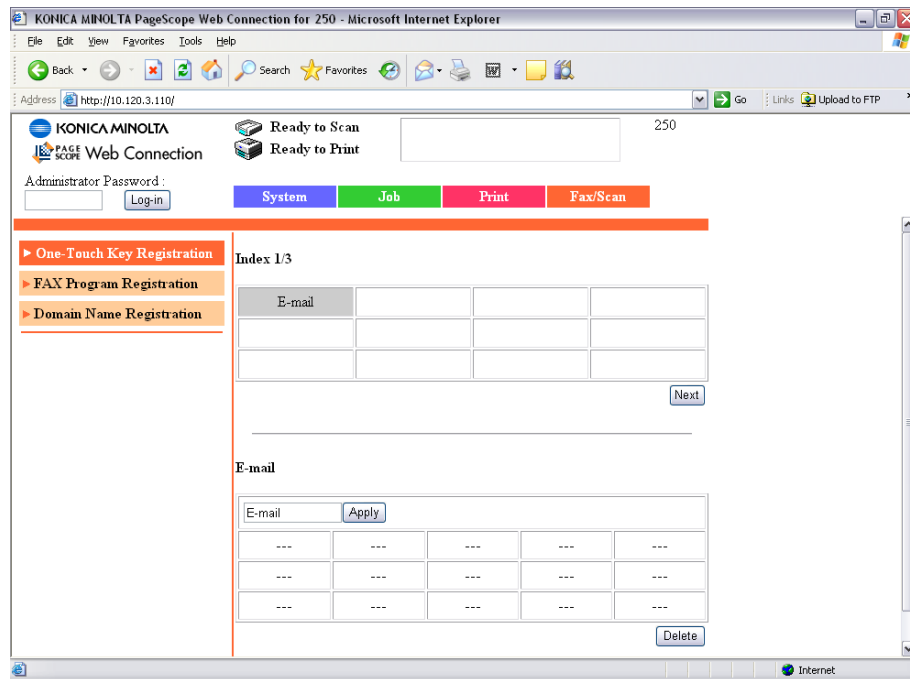 KONICA MINOLTA PageScope Web Connection for 250 - Microsoft Internet Explorer
File Edit View Favorites Tools Help
Back Search Favorites W
Address http://10.120.3.110/ Go Links Upload to FTP
KONICA MINOLTA Ready to Scan 250
PAGE SCOPE Web Connection Ready to Print
Administrator Password :
Log-in System Job Print Fax/Scan
One-Touch Key Registration
Index 1/3
FAX Program Registration
E-mail
Domain Name Registration
Next
E-mail
E-mail Apply
--- --- --- --- ---
--- --- --- --- ---
--- --- --- --- ---
Delete
Internet